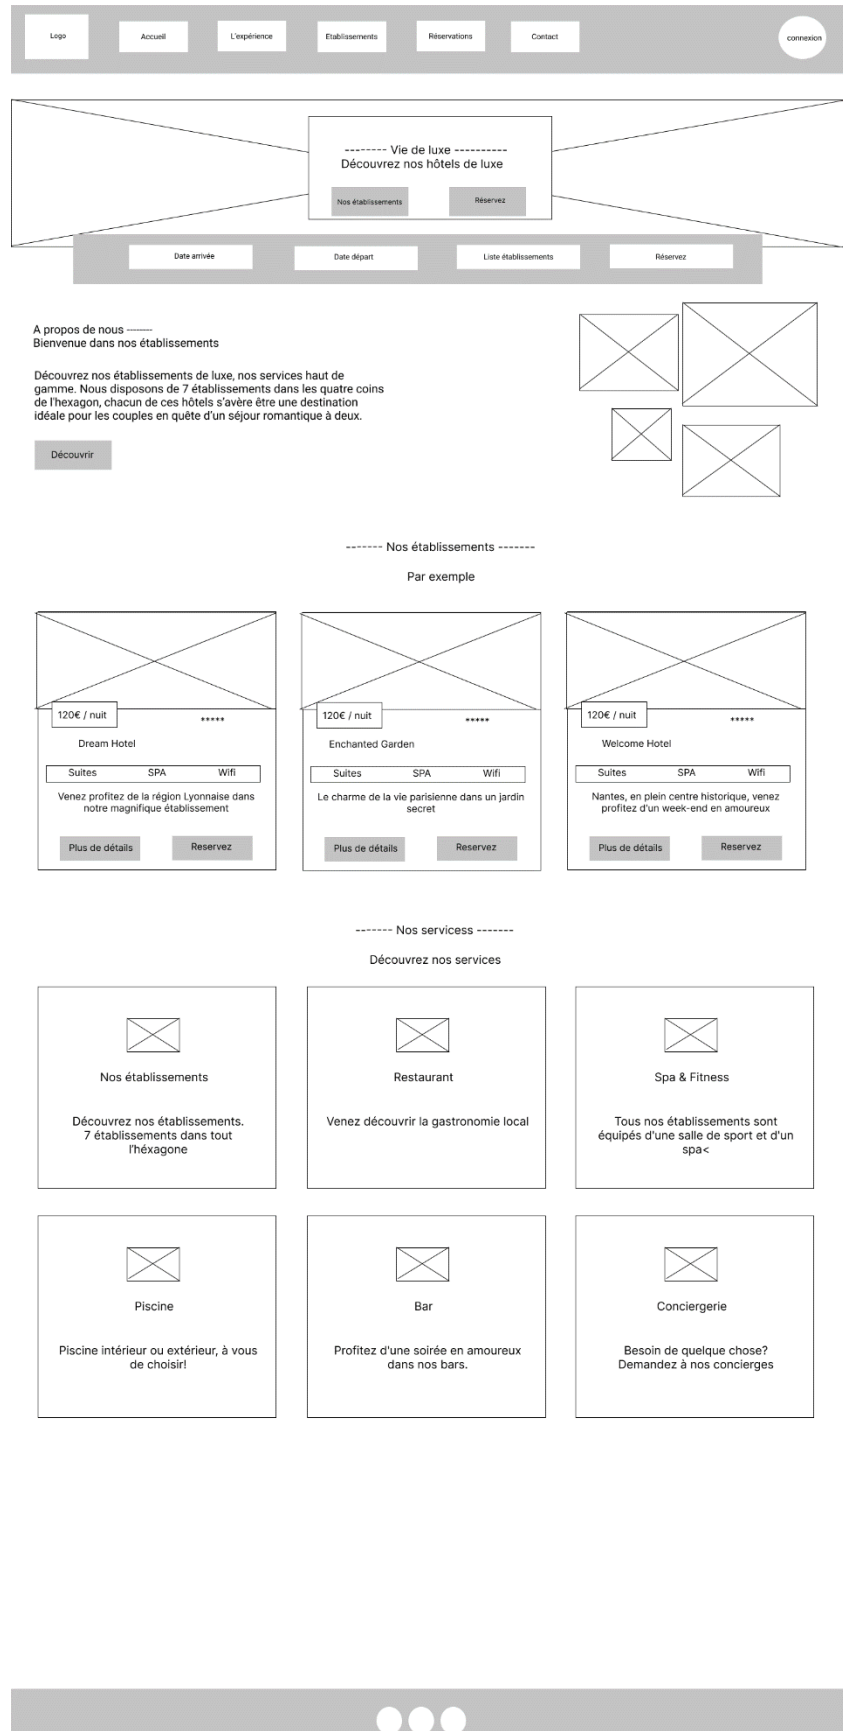 Logo
Accueil
L'expérience
Etablissements
Réservations
Contact
connexion
-------- Vie de luxe ----------
Découvrez nos hôtels de luxe
Nos établissements
Réservez
Date arrivée
Date départ
Liste établissements
Réservez
A propos de nous --------
Bienvenue dans nos établissements
Découvrez nos établissements de luxe, nos services haut de
gamme. Nous disposons de 7 établissements dans les quatre coins
de l'hexagon, chacun de ces hôtels s'avère être une destination
idéale pour les couples en quête d'un séjour romantique à deux.
Découvrir
------- Nos établissements -------
Par exemple
120€ / nuit
*****
Dream Hotel
Suites SPA Wifi
Venez profitez de la région Lyonnaise dans
notre magnifique établissement
Plus de détails
Reservez
120€ / nuit
*****
Enchanted Garden
Suites SPA Wifi
Le charme de la vie parisienne dans un jardin
secret
Plus de détails
Reservez
120€ / nuit
*****
Welcome Hotel
Suites SPA Wifi
Nantes, en plein centre historique, venez
profitez d'un week-end en amoureux
Plus de détails
Reservez
------- Nos servicess -------
Découvrez nos services
Nos établissements
Découvrez nos établissements.
7 établissements dans tout
l'héxagone
Restaurant
Venez découvrir la gastronomie local
Spa & Fitness
Tous nos établissements sont
équipés d'une salle de sport et d'un
spa<
Piscine
Piscine intérieur ou extérieur, à vous
de choisir!
Bar
Profitez d'une soirée en amoureux
dans nos bars.
Conciergerie
Besoin de quelque chose?
Demandez à nos concierges